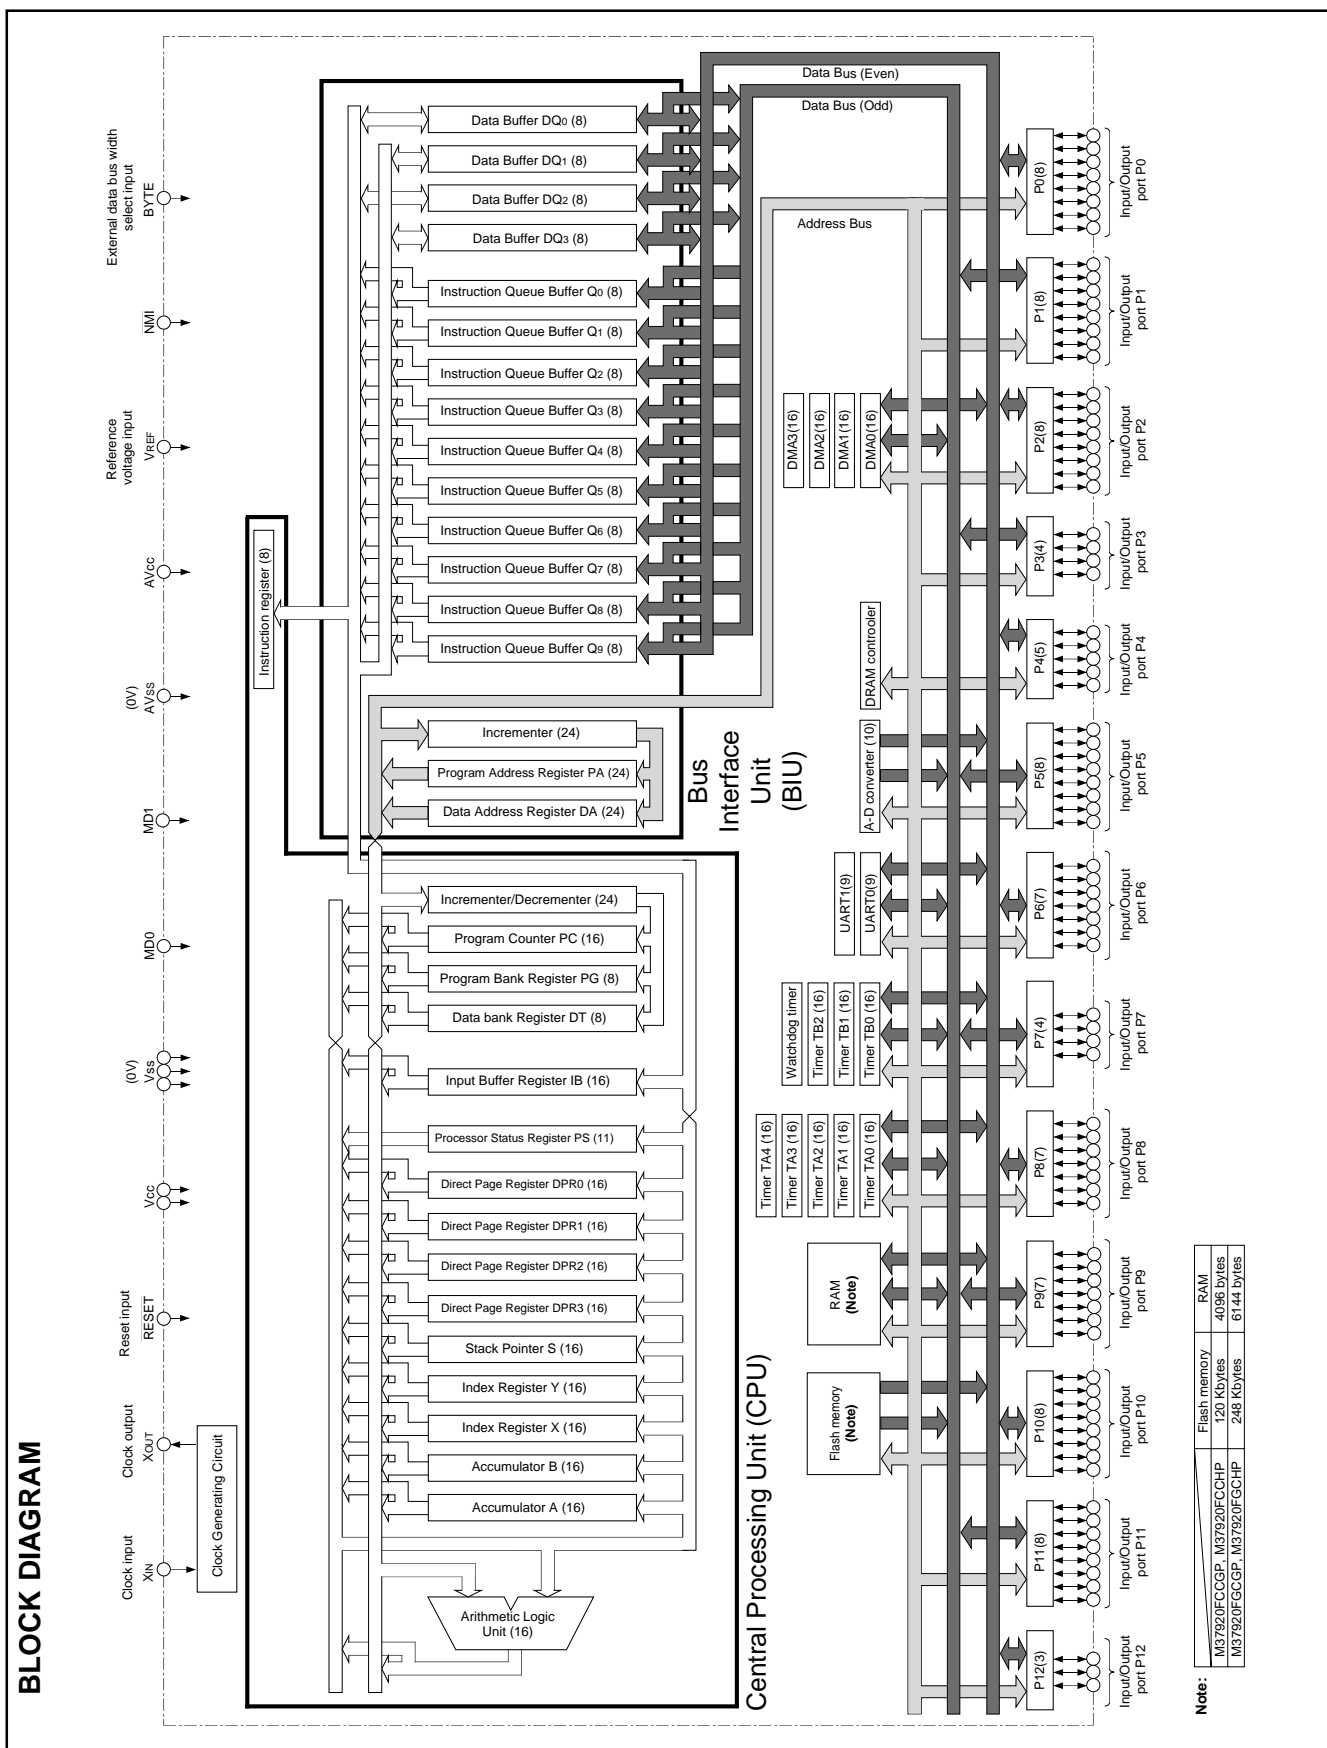 BLOCK DIAGRAM
Clock input
XIN
Clock output
XOUT
Reset input
RESET
Vcc
(0V)
Vss
MD0
MD1
(0V)
AVss
AVcc
Reference
voltage input
VREF
NMI
External data bus width
select input
BYTE
Clock Generating Circuit
Instruction register (8)
Arithmetic Logic
Unit (16)
Accumulator A (16)
Accumulator B (16)
Index Register X (16)
Index Register Y (16)
Stack Pointer S (16)
Direct Page Register DPR3 (16)
Direct Page Register DPR2 (16)
Direct Page Register DPR1 (16)
Direct Page Register DPR0 (16)
Processor Status Register PS (11)
Input Buffer Register IB (16)
Data bank Register DT (8)
Program Bank Register PG (8)
Program Counter PC (16)
Incrementer/Decrementer (24)
Central Processing Unit (CPU)
Data Address Register DA (24)
Program Address Register PA (24)
Incrementer (24)
Instruction Queue Buffer Q9 (8)
Instruction Queue Buffer Q8 (8)
Instruction Queue Buffer Q7 (8)
Instruction Queue Buffer Q6 (8)
Instruction Queue Buffer Q5 (8)
Instruction Queue Buffer Q4 (8)
Instruction Queue Buffer Q3 (8)
Instruction Queue Buffer Q2 (8)
Instruction Queue Buffer Q1 (8)
Instruction Queue Buffer Q0 (8)
Data Buffer DQ3 (8)
Data Buffer DQ2 (8)
Data Buffer DQ1 (8)
Data Buffer DQ0 (8)
Bus
Interface
Unit
(BIU)
Data Bus (Even)
Data Bus (Odd)
Address Bus
Flash memory
(Note)
RAM
(Note)
Timer TA4 (16)
Timer TA3 (16)
Timer TA2 (16)
Timer TA1 (16)
Timer TA0 (16)
Watchdog timer
Timer TB2 (16)
Timer TB1 (16)
Timer TB0 (16)
UART1(9)
UART0(9)
A-D converter (10)
DRAM controoler
DMA3(16)
DMA2(16)
DMA1(16)
DMA0(16)
P12(3)
P11(8)
P10(8)
P9(7)
P8(7)
P7(4)
P6(7)
P5(8)
P4(5)
P3(4)
P2(8)
P1(8)
P0(8)
Input/Output
port P12
Input/Output
port P11
Input/Output
port P10
Input/Output
port P9
Input/Output
port P8
Input/Output
port P7
Input/Output
port P6
Input/Output
port P5
Input/Output
port P4
Input/Output
port P3
Input/Output
port P2
Input/Output
port P1
Input/Output
port P0
Note:
Flash memory RAM
M37920FCCGP, M37920FCCHP 120 Kbytes 4096 bytes
M37920FGCGP, M37920FGCHP 248 Kbytes 6144 bytes